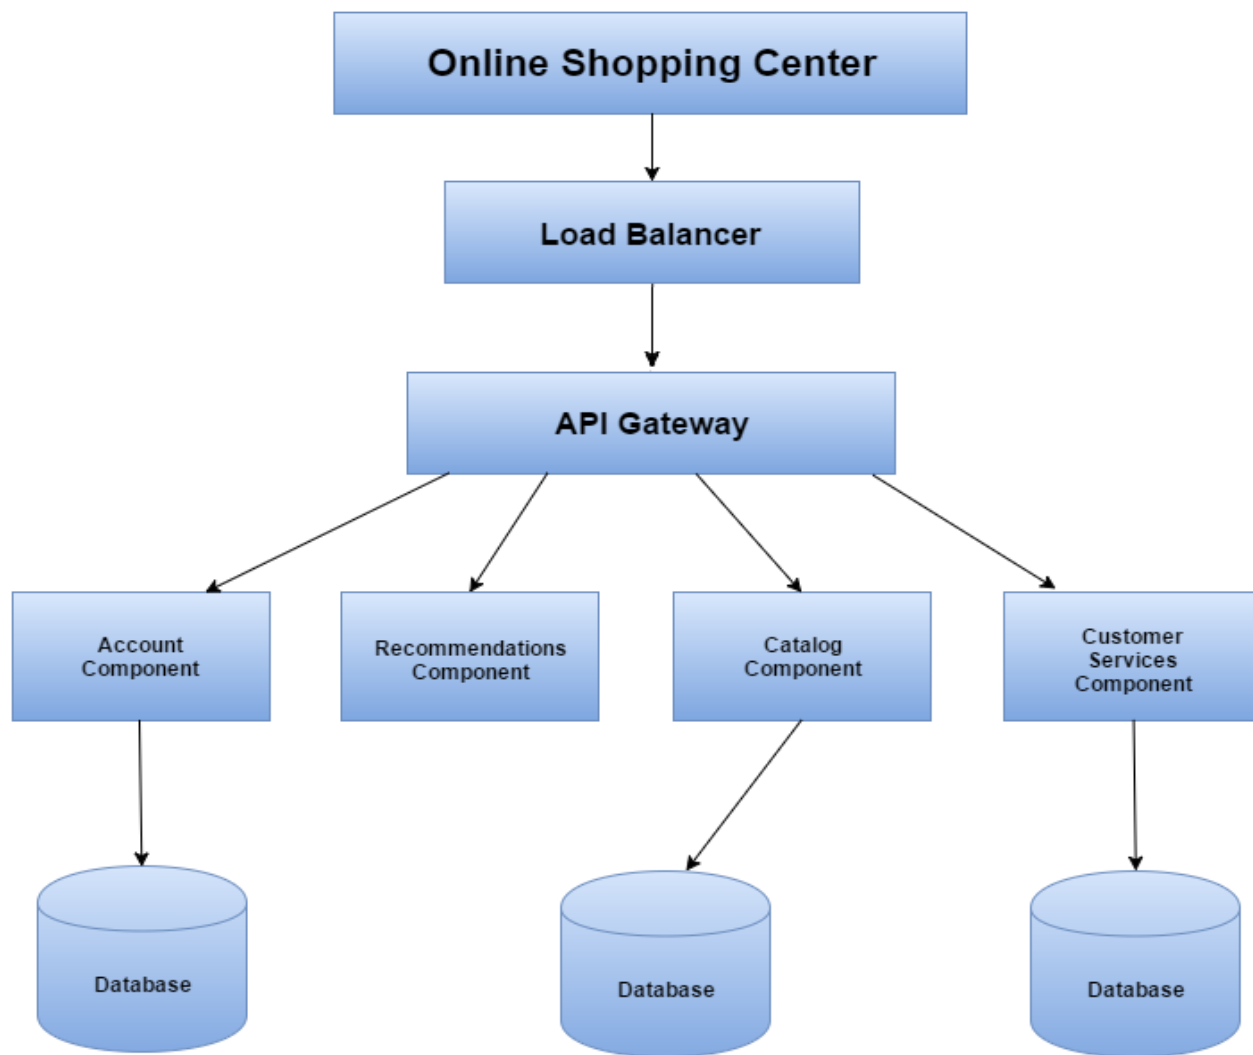 Online Shopping Center
Load Balancer
API Gateway
Account
Component
Recommendations
Component
Catalog
Component
Customer
Services
Component
Database
Database
Database